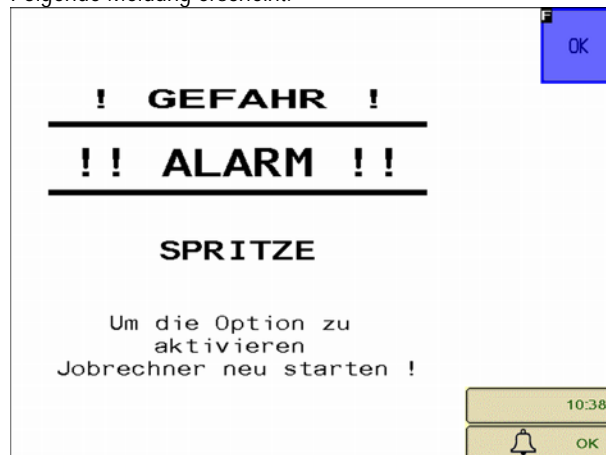 Folgende Meldung erscheint:
F
OK
! GEFAHR !
!! ALARM !!
SPRITZE
Um die Option zu
aktivieren
Jobrechner neu starten !
10:38
OK